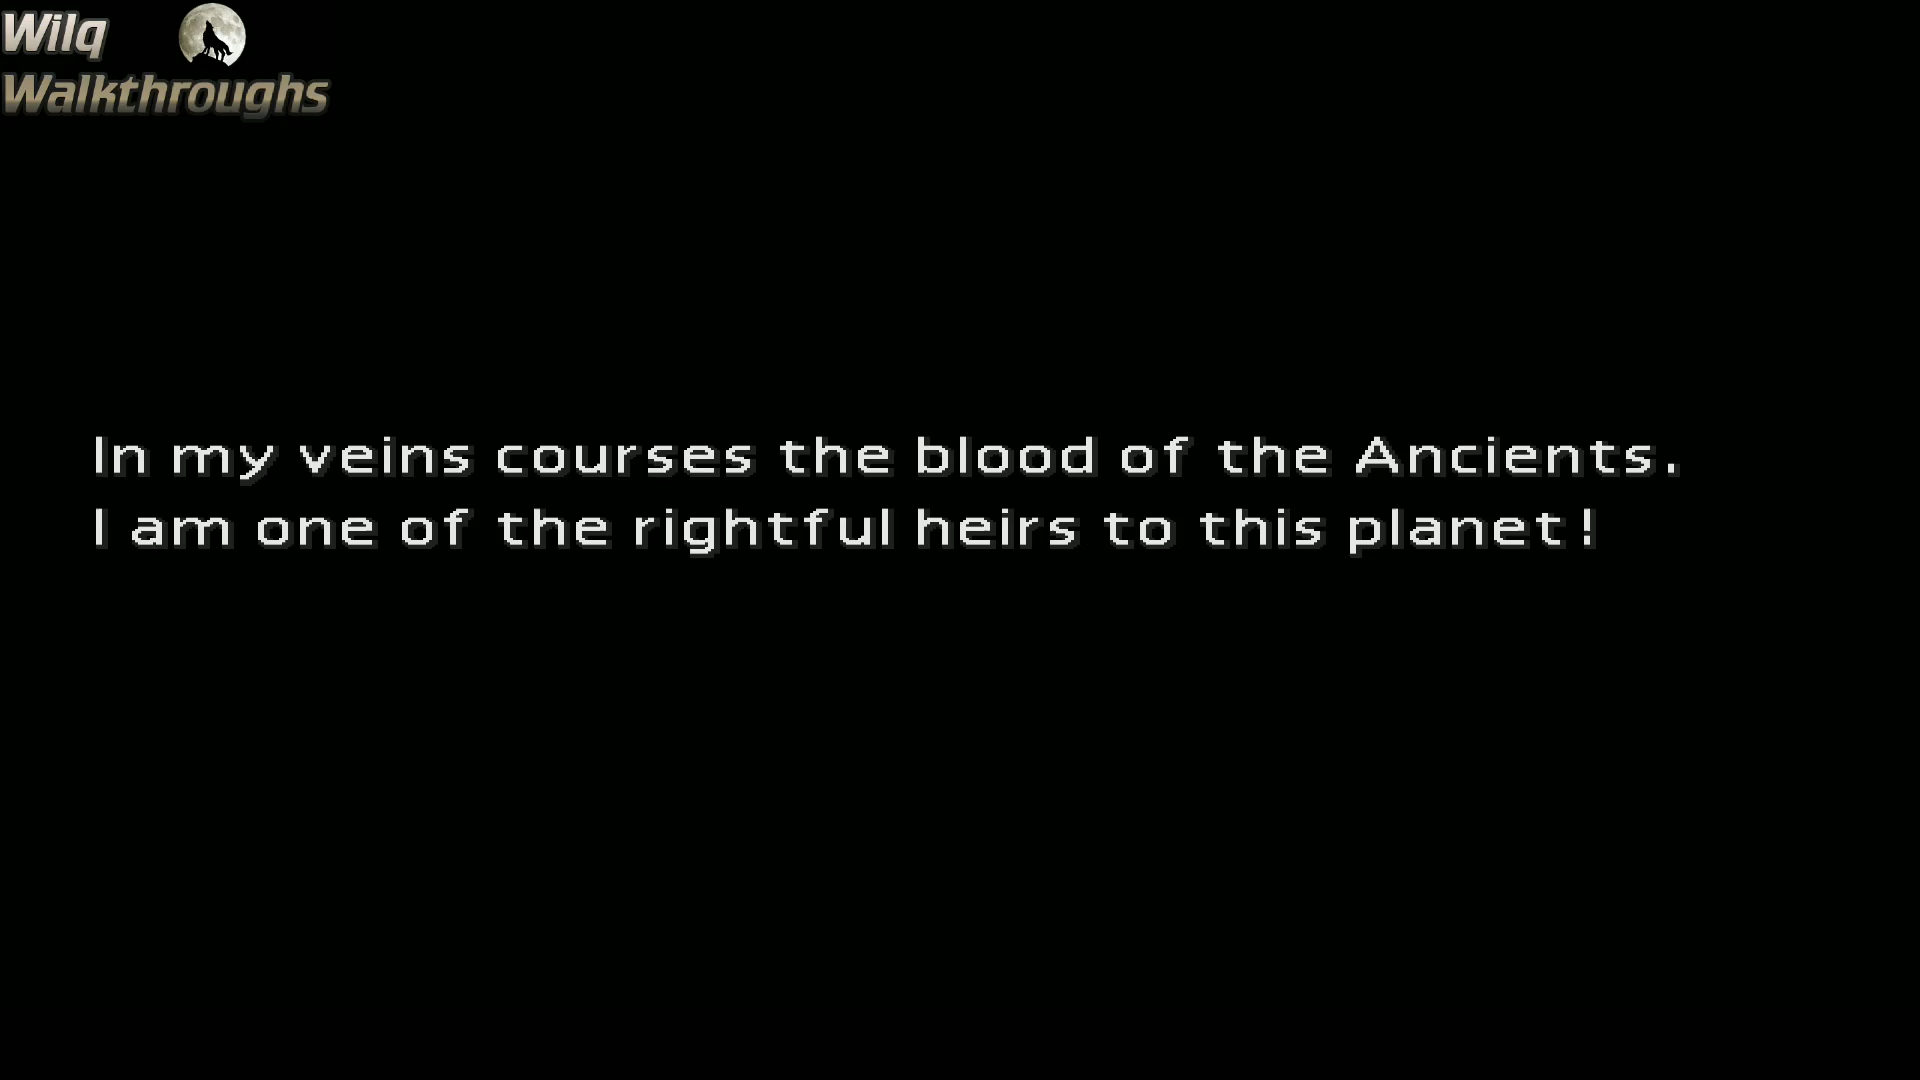 Wilq
Walkthroughs
In my veins courses the blood of the Ancients.
I am one of the rightful heirs to this planet!